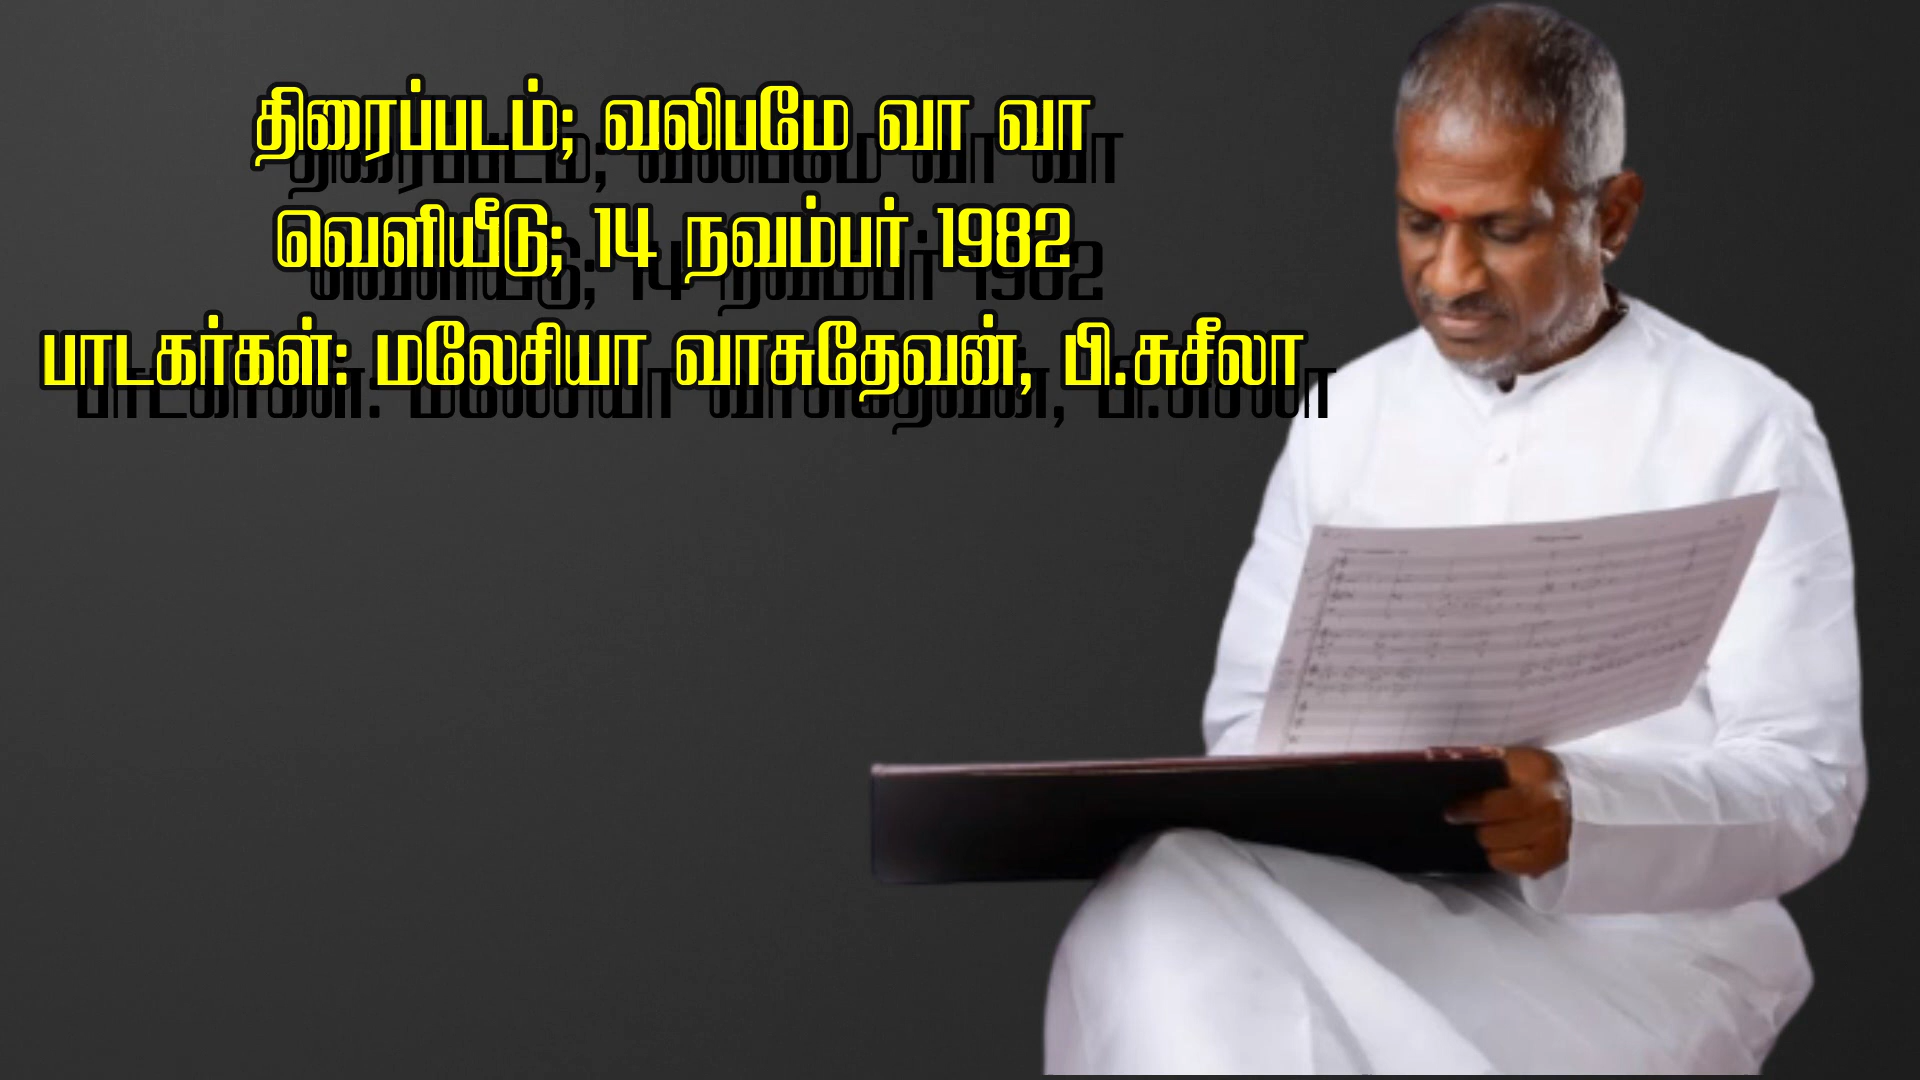 திரைப்படம்; வலிபமே வா வா
வெளியீடு; 14 நவம்பர் 1982
பாடகர்கள்: மலேசியா வாசுதேவன், பி.சுசீலா